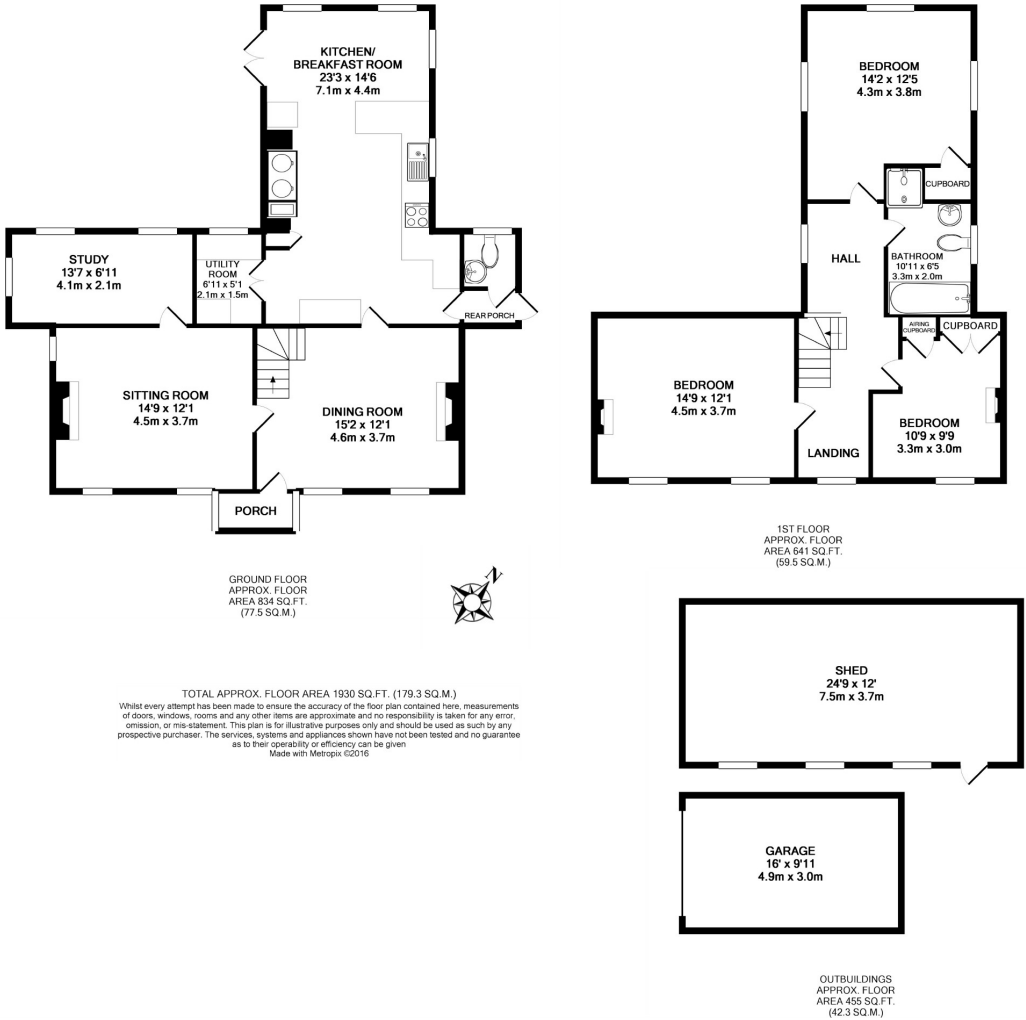 KITCHEN/
BREAKFAST ROOM
23'3 x 14'6
7.1m x 4.4m
STUDY
13'7 x 6'11
4.1m x 2.1m
UTILITY
ROOM
6'11 x 5'1
2.1m x 1.5m
REAR PORCH
SITTING ROOM
14'9 x 12'1
4.5m x 3.7m
DINING ROOM
15'2 x 12'1
4.6m x 3.7m
PORCH
GROUND FLOOR
APPROX. FLOOR
AREA 834 SQ.FT.
(77.5 SQ.M.)
N
BEDROOM
14'2 x 12'5
4.3m x 3.8m
CUPBOARD
HALL
BATHROOM
10'11 x 6'5
3.3m x 2.0m
AIRING
CUPBOARD
CUPBOARD
BEDROOM
14'9 x 12'1
4.5m x 3.7m
BEDROOM
10'9 x 9'9
3.3m x 3.0m
LANDING
1ST FLOOR
APPROX. FLOOR
AREA 641 SQ.FT.
(59.5 SQ.M.)
SHED
24'9 x 12'
7.5m x 3.7m
GARAGE
16' x 9'11
4.9m x 3.0m
OUTBUILDINGS
APPROX. FLOOR
AREA 455 SQ.FT.
(42.3 SQ.M.)
TOTAL APPROX. FLOOR AREA 1930 SQ.FT. (179.3 SQ.M.)
Whilst every attempt has been made to ensure the accuracy of the floor plan contained here, measurements
of doors, windows, rooms and any other items are approximate and no responsibility is taken for any error,
omission, or mis-statement. This plan is for illustrative purposes only and should be used as such by any
prospective purchaser. The services, systems and appliances shown have not been tested and no guarantee
as to their operability or efficiency can be given
Made with Metropix ©2016